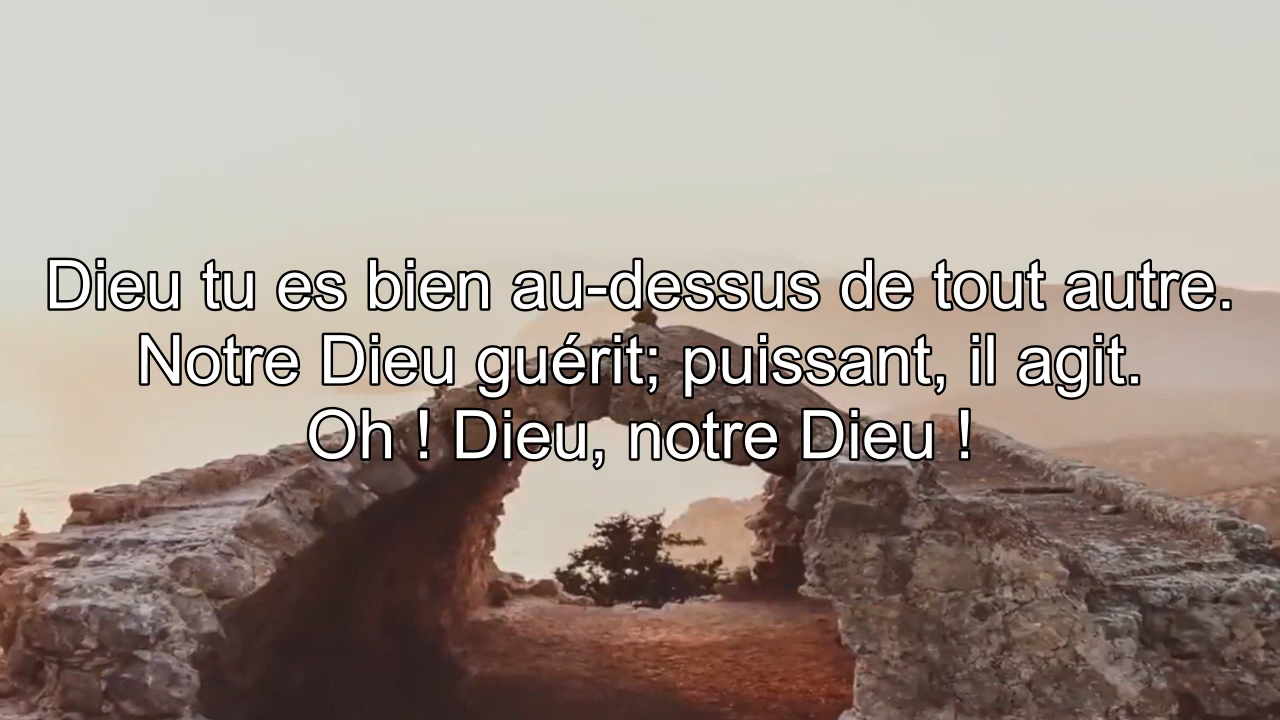 Dieu tu es bien au-dessus de tout autre.
Notre Dieu guérit; puissant, il agit.
Oh ! Dieu, notre Dieu !